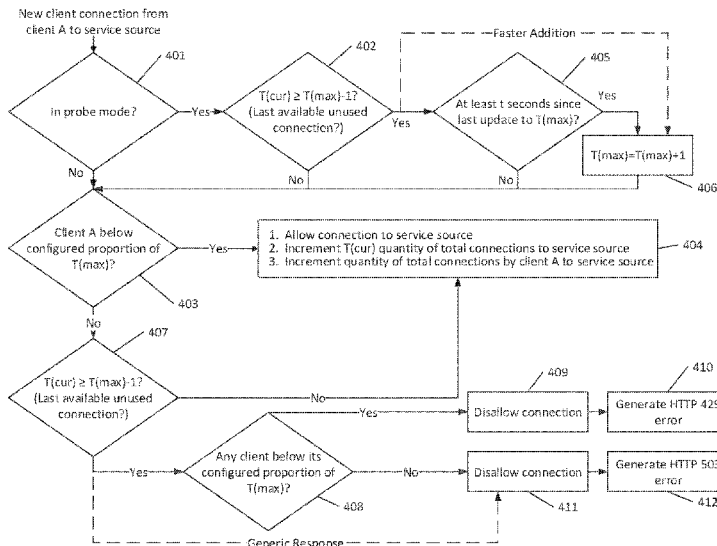 New client connection from
client A to service source
401
In probe mode?
Yes
No
402
T(cur) ≥ T(max)-1?
(Last available unused
connection?)
Yes
No
Faster Addition
405
At least t seconds since
last update to T(max)?
Yes
No
T(max)=T(max)+1
406
Client A below
configured proportion of
T(max)?
Yes
403
No
1. Allow connection to service source
2. Increment T(cur) quantity of total connections to service source
3. Increment quantity of total connections by client A to service source
404
407
T(cur) ≥ T(max)-1?
(Last available unused
connection?)
No
Yes
Any client below its
configured proportion of
T(max)?
408
Yes
No
409
Disallow connection
410
Generate HTTP 429
error
Disallow connection
411
Generate HTTP 503
error
412
Generic Response